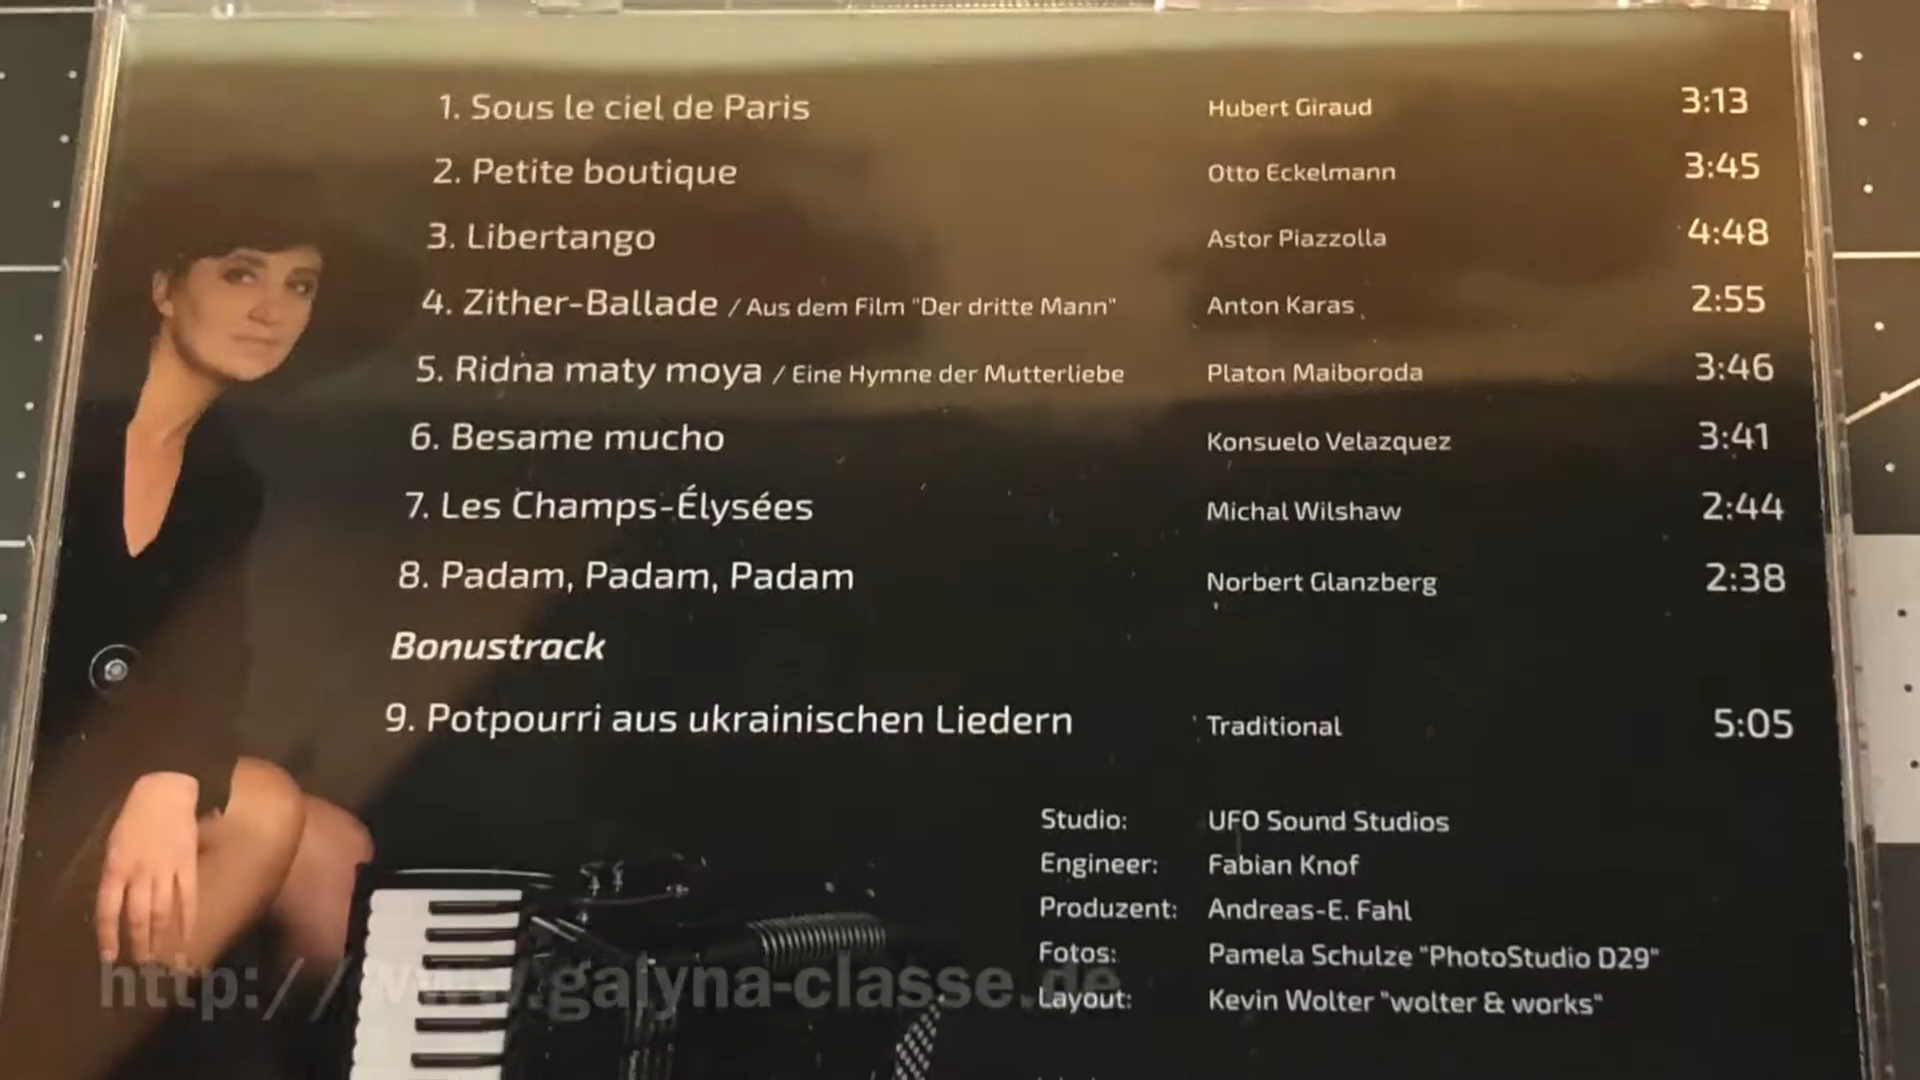 1. Sous le ciel de Paris Hubert Giraud 3:13
2. Petite boutique Otto Eckelmann 3:45
3. Libertango Astor Piazzolla 4:48
4. Zither-Ballade / Aus dem Film "Der dritte Mann" Anton Karas 2:55
5. Ridna maty moya / Eine Hymne der Mutterliebe Platon Maiboroda 3:46
6. Besame mucho Konsuelo Velazquez 3:41
7. Les Champs-Élysées Michal Wilshaw 2:44
8. Padam, Padam, Padam Norbert Glanzberg 2:38
Bonustrack
9. Potpourri aus ukrainischen Liedern Traditional 5:05
Studio: UFO Sound Studios
Engineer: Fabian Knof
Produzent: Andreas-E. Fahl
Fotos: Pamela Schulze "PhotoStudio D29"
Layout: Kevin Wolter "wolter & works"
http://www.galyna-classe.de